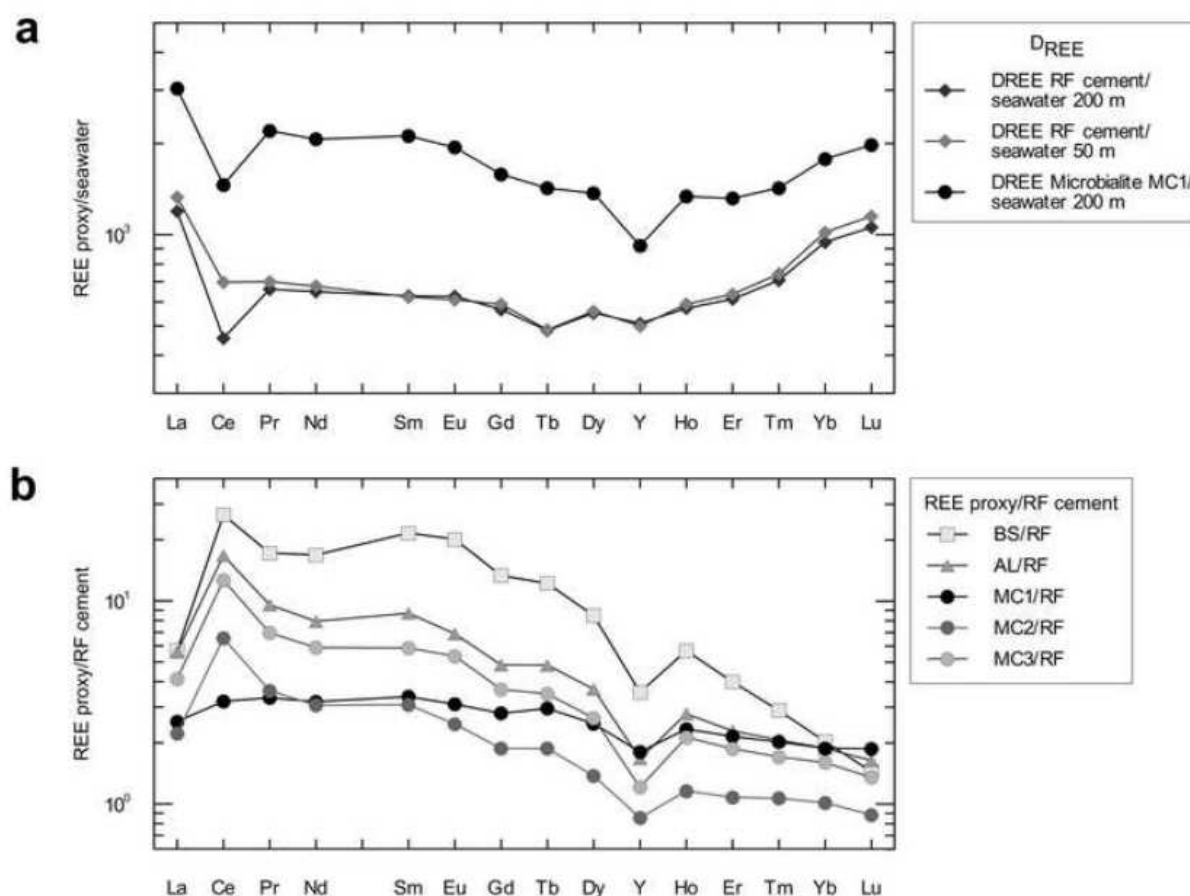 a
REE proxy/seawater
10³
La Ce Pr Nd Sm Eu Gd Tb Dy Y Ho Er Tm Yb Lu
DREE
DREE RF cement/
seawater 200 m
DREE RF cement/
seawater 50 m
DREE Microbialite MC1/
seawater 200 m
b
REE proxy/RF cement
10¹
10⁰
La Ce Pr Nd Sm Eu Gd Tb Dy Y Ho Er Tm Yb Lu
REE proxy/RF cement
BS/RF
AL/RF
MC1/RF
MC2/RF
MC3/RF